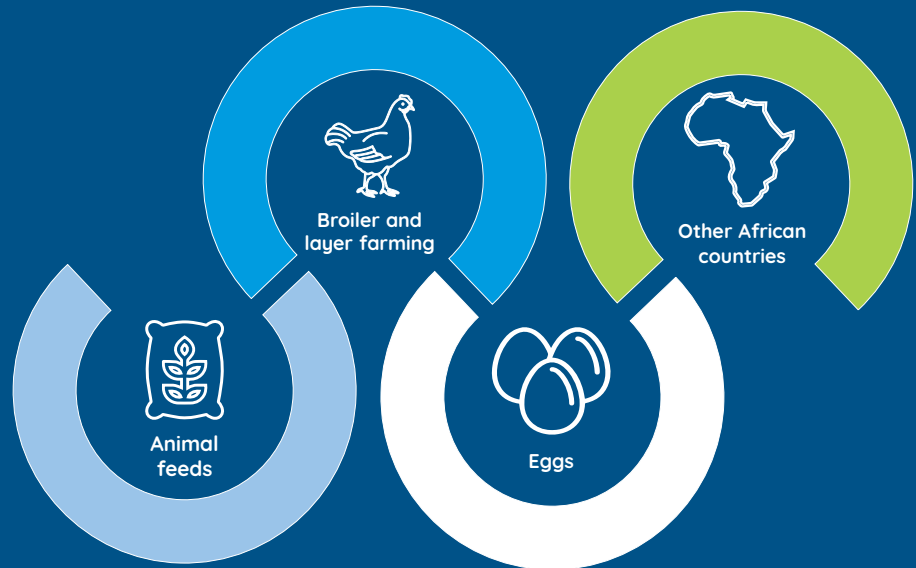 Broiler and
layer farming
Other African
countries
Animal
feeds
Eggs